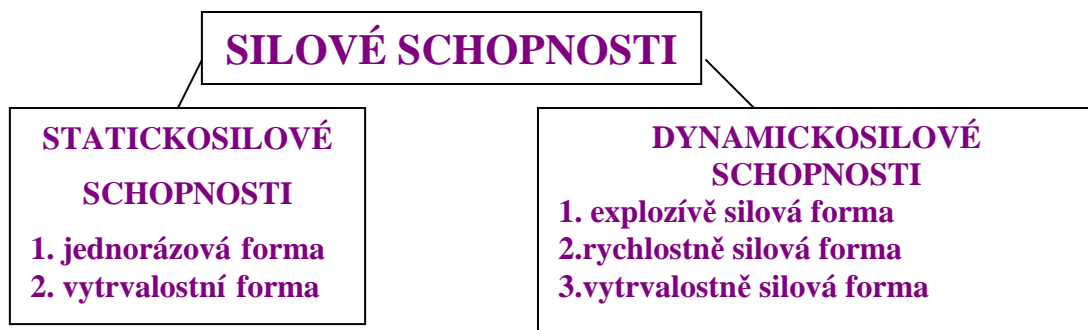 SILOVÉ SCHOPNOSTI
STATICKOSILOVÉ
SCHOPNOSTI
1. jednorázová forma
2. vytrvalostní forma
DYNAMICKOSILOVÉ
SCHOPNOSTI
1. explozívě silová forma
2.rychlostně silová forma
3.vytrvalostně silová forma